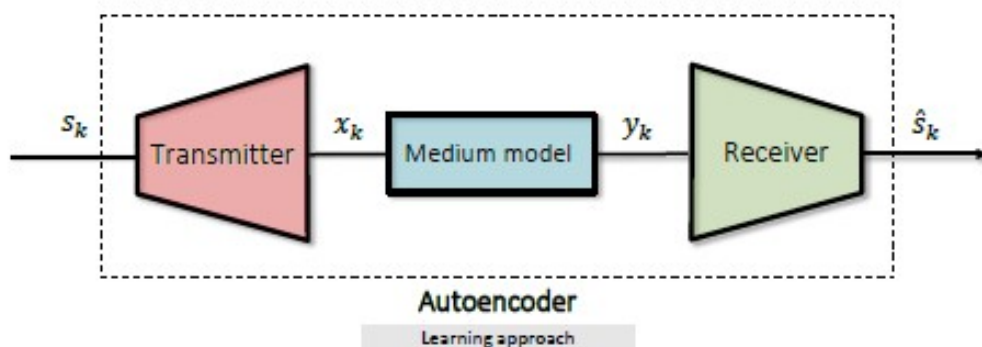 s_k
Transmitter
x_k
Medium model
y_k
Receiver
ŝ_k
Autoencoder
Learning approach